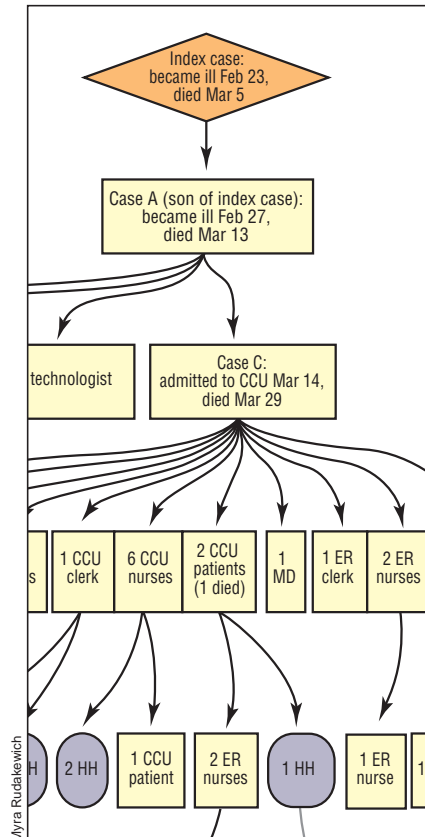 Index case:
became ill Feb 23,
died Mar 5
Case A (son of index case):
became ill Feb 27,
died Mar 13
technologist
Case C:
admitted to CCU Mar 14,
died Mar 29
s
1 CCU
clerk
6 CCU
nurses
2 CCU
patients
(1 died)
1
MD
1 ER
clerk
2 ER
nurses
H
2 HH
1 CCU
patient
2 ER
nurses
1 HH
1 ER
nurse
1
Myra Rudakewich